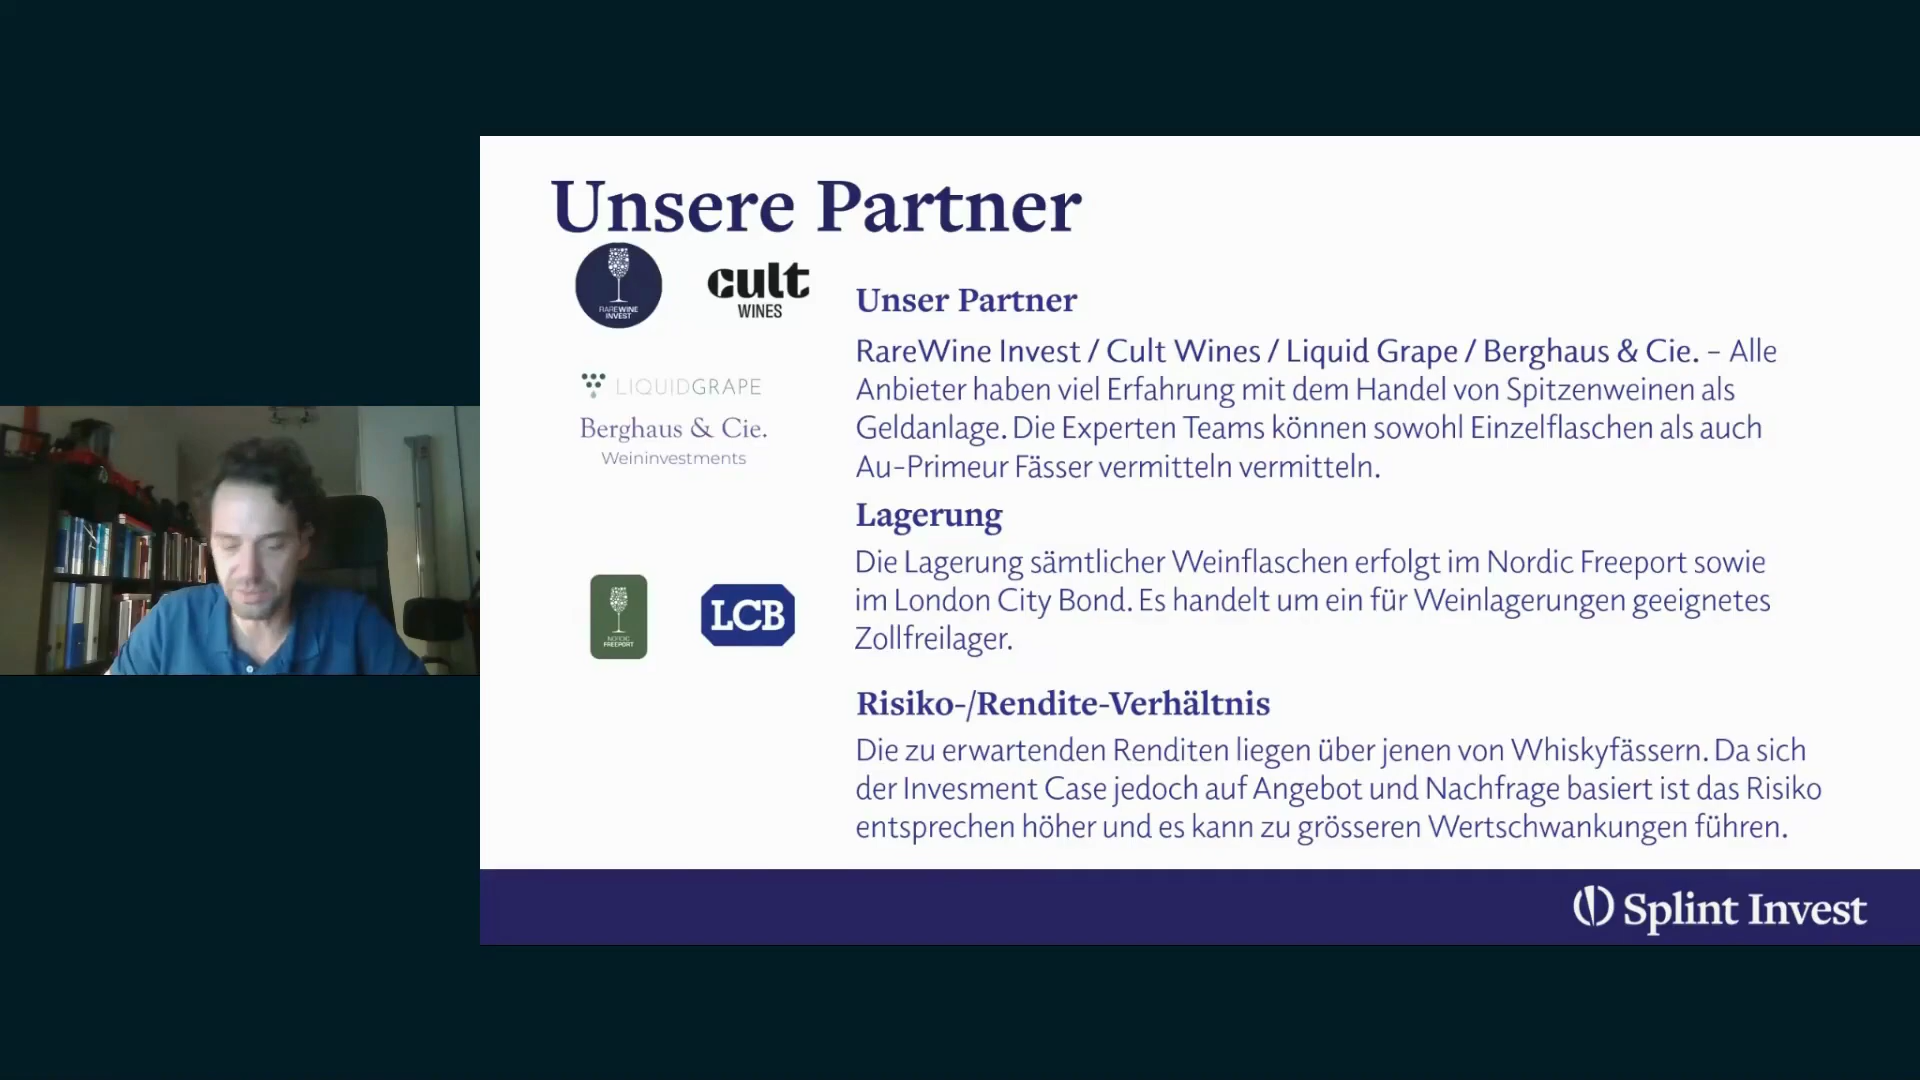 Unsere Partner
RAREWINE
INVEST
cult
WINES
LIQUIDGRAPE
Berghaus & Cie.
Weininvestments
Unser Partner
RareWine Invest / Cult Wines / Liquid Grape / Berghaus & Cie. – Alle
Anbieter haben viel Erfahrung mit dem Handel von Spitzenweinen als
Geldanlage. Die Experten Teams können sowohl Einzelflaschen als auch
Au-Primeur Fässer vermitteln vermitteln.
Lagerung
Die Lagerung sämtlicher Weinflaschen erfolgt im Nordic Freeport sowie
im London City Bond. Es handelt um ein für Weinlagerungen geeignetes
Zollfreilager.
NORDIC
FREEPORT
LCB
Risiko-/Rendite-Verhältnis
Die zu erwartenden Renditen liegen über jenen von Whiskyfässern. Da sich
der Invesment Case jedoch auf Angebot und Nachfrage basiert ist das Risiko
entsprechen höher und es kann zu grösseren Wertschwankungen führen.
Splint Invest